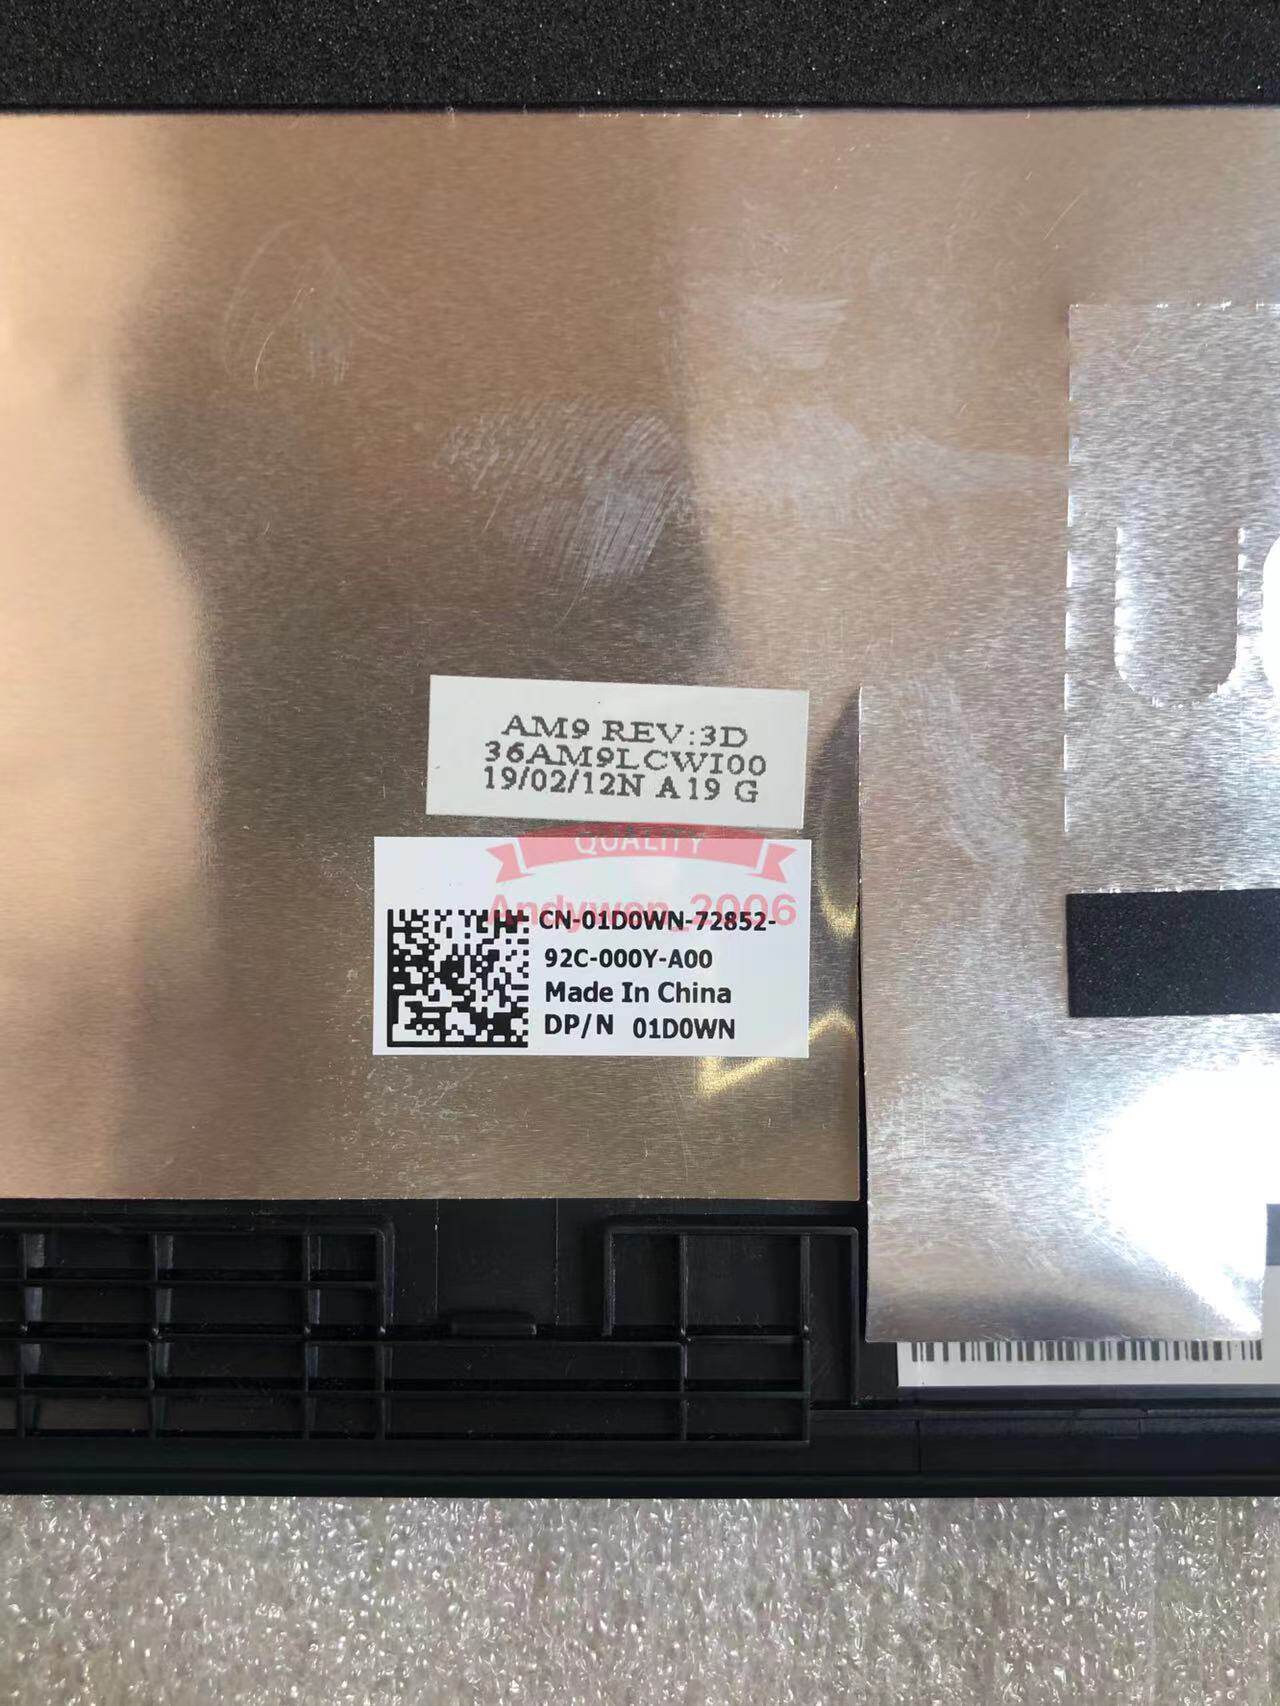 AM9 REV:3D
36AM9LCWI00
19/02/12N A19 G
QUALITY
Andywen_2006
CN-01D0WN-72852-
92C-000Y-A00
Made In China
DP/N 01D0WN